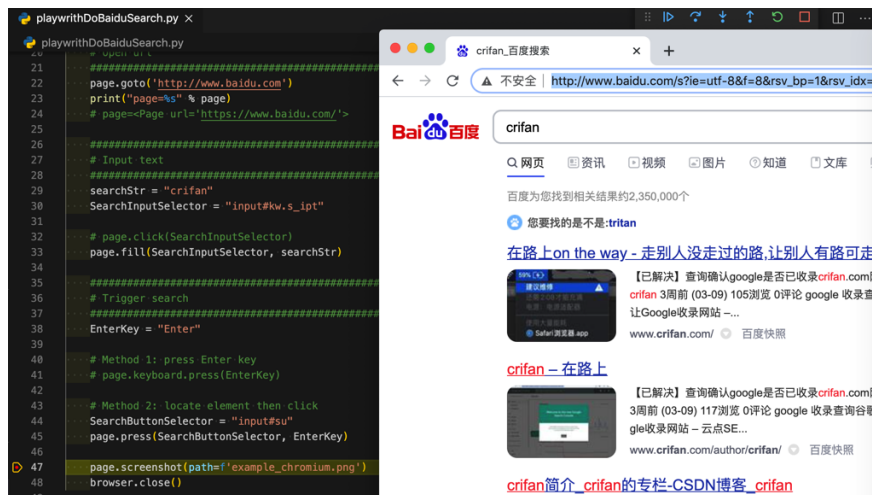 playwrithDoBaiduSearch.py
playwrithDoBaiduSearch.py
20 # open url
21 ################################################
22 page.goto('http://www.baidu.com')
23 print("page=%s" % page)
24 # page=<Page url='https://www.baidu.com/'>
25
26 ################################################
27 # Input text
28 ################################################
29 searchStr = "crifan"
30 SearchInputSelector = "input#kw.s_ipt"
31
32 # page.click(SearchInputSelector)
33 page.fill(SearchInputSelector, searchStr)
34
35 ################################################
36 # Trigger search
37 ################################################
38 EnterKey = "Enter"
39
40 # Method 1: press Enter key
41 # page.keyboard.press(EnterKey)
42
43 # Method 2: locate element then click
44 SearchButtonSelector = "input#su"
45 page.press(SearchButtonSelector, EnterKey)
46
47 page.screenshot(path=f'example_chromium.png')
48 browser.close()
crifan_百度搜索
不安全 http://www.baidu.com/s?ie=utf-8&f=8&rsv_bp=1&rsv_idx=
Bai du 百度
crifan
网页 资讯 视频 图片 知道 文库
百度为您找到相关结果约2,350,000个
您要找的是不是:tritan
在路上on the way - 走别人没走过的路,让别人有路可走
59%
建议维修
使用大量能耗
Safari浏览器.app
【已解决】查询确认google是否已收录crifan.com
crifan 3周前 (03-09) 105浏览 0评论 google 收录查
让Google收录网站 –...
www.crifan.com/ 百度快照
crifan – 在路上
【已解决】查询确认google是否已收录crifan.com
3周前 (03-09) 117浏览 0评论 google 收录查询谷歌
gle收录网站 – 云点SE...
www.crifan.com/author/crifan/ 百度快照
crifan简介_crifan的专栏-CSDN博客_crifan